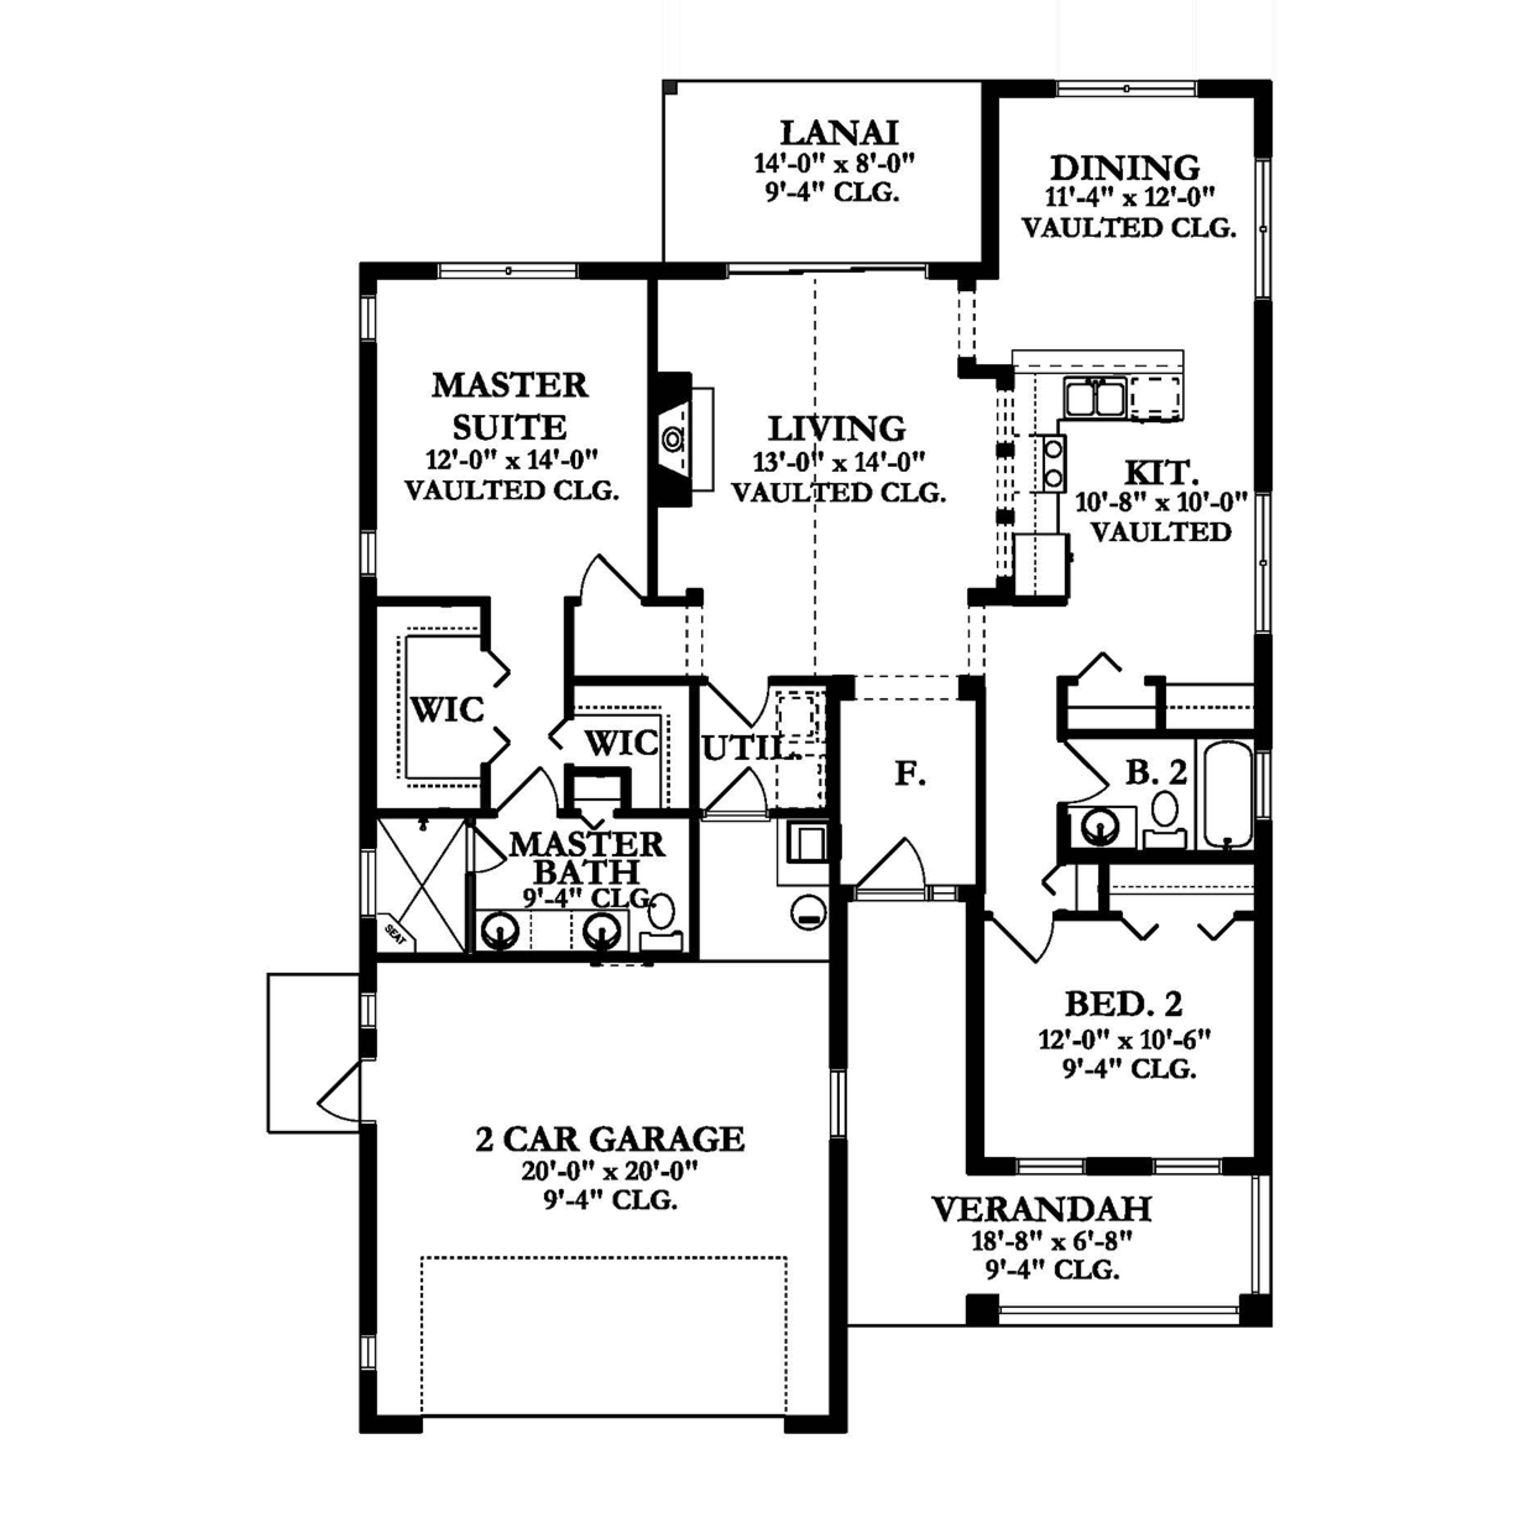 LANAI
14'-0" x 8'-0"
9'-4" CLG.
DINING
11'-4" x 12'-0"
VAULTED CLG.
MASTER
SUITE
12'-0" x 14'-0"
VAULTED CLG.
LIVING
13'-0" x 14'-0"
VAULTED CLG.
KIT.
10'-8" x 10'-0"
VAULTED
WIC
WIC
UTIL.
F.
B. 2
MASTER
BATH
9'-4" CLG.
SEAT
BED. 2
12'-0" x 10'-6"
9'-4" CLG.
2 CAR GARAGE
20'-0" x 20'-0"
9'-4" CLG.
VERANDAH
18'-8" x 6'-8"
9'-4" CLG.